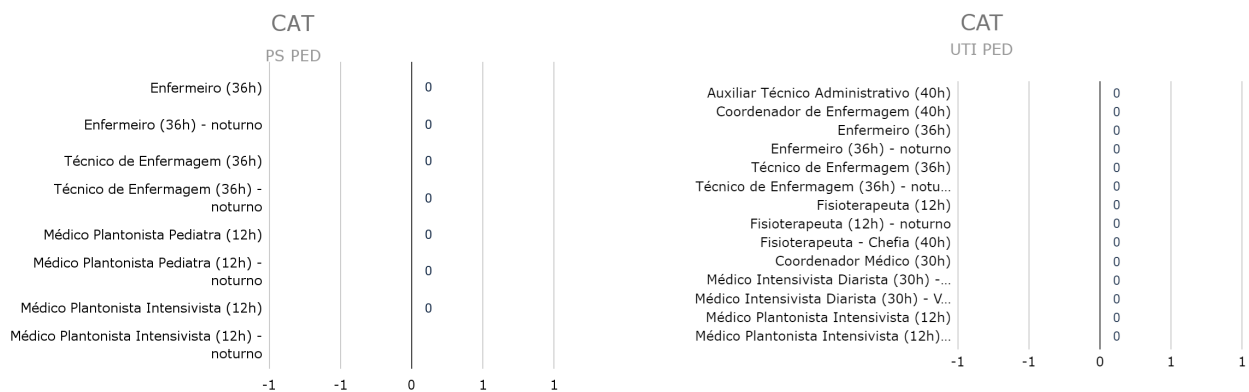 CAT
PS PED
Enfermeiro (36h)
0
Enfermeiro (36h) - noturno
0
Técnico de Enfermagem (36h)
0
Técnico de Enfermagem (36h) -
noturno
0
Médico Plantonista Pediatra (12h)
0
Médico Plantonista Pediatra (12h) -
noturno
0
Médico Plantonista Intensivista (12h)
0
Médico Plantonista Intensivista (12h) -
noturno
-1 -1 0 1 1
CAT
UTI PED
Auxiliar Técnico Administrativo (40h)
0
Coordenador de Enfermagem (40h)
0
Enfermeiro (36h)
0
Enfermeiro (36h) - noturno
0
Técnico de Enfermagem (36h)
0
Técnico de Enfermagem (36h) - notu...
0
Fisioterapeuta (12h)
0
Fisioterapeuta (12h) - noturno
0
Fisioterapeuta - Chefia (40h)
0
Coordenador Médico (30h)
0
Médico Intensivista Diarista (30h) -...
0
Médico Intensivista Diarista (30h) - V...
0
Médico Plantonista Intensivista (12h)
0
Médico Plantonista Intensivista (12h)...
0
-1 -1 0 1 1